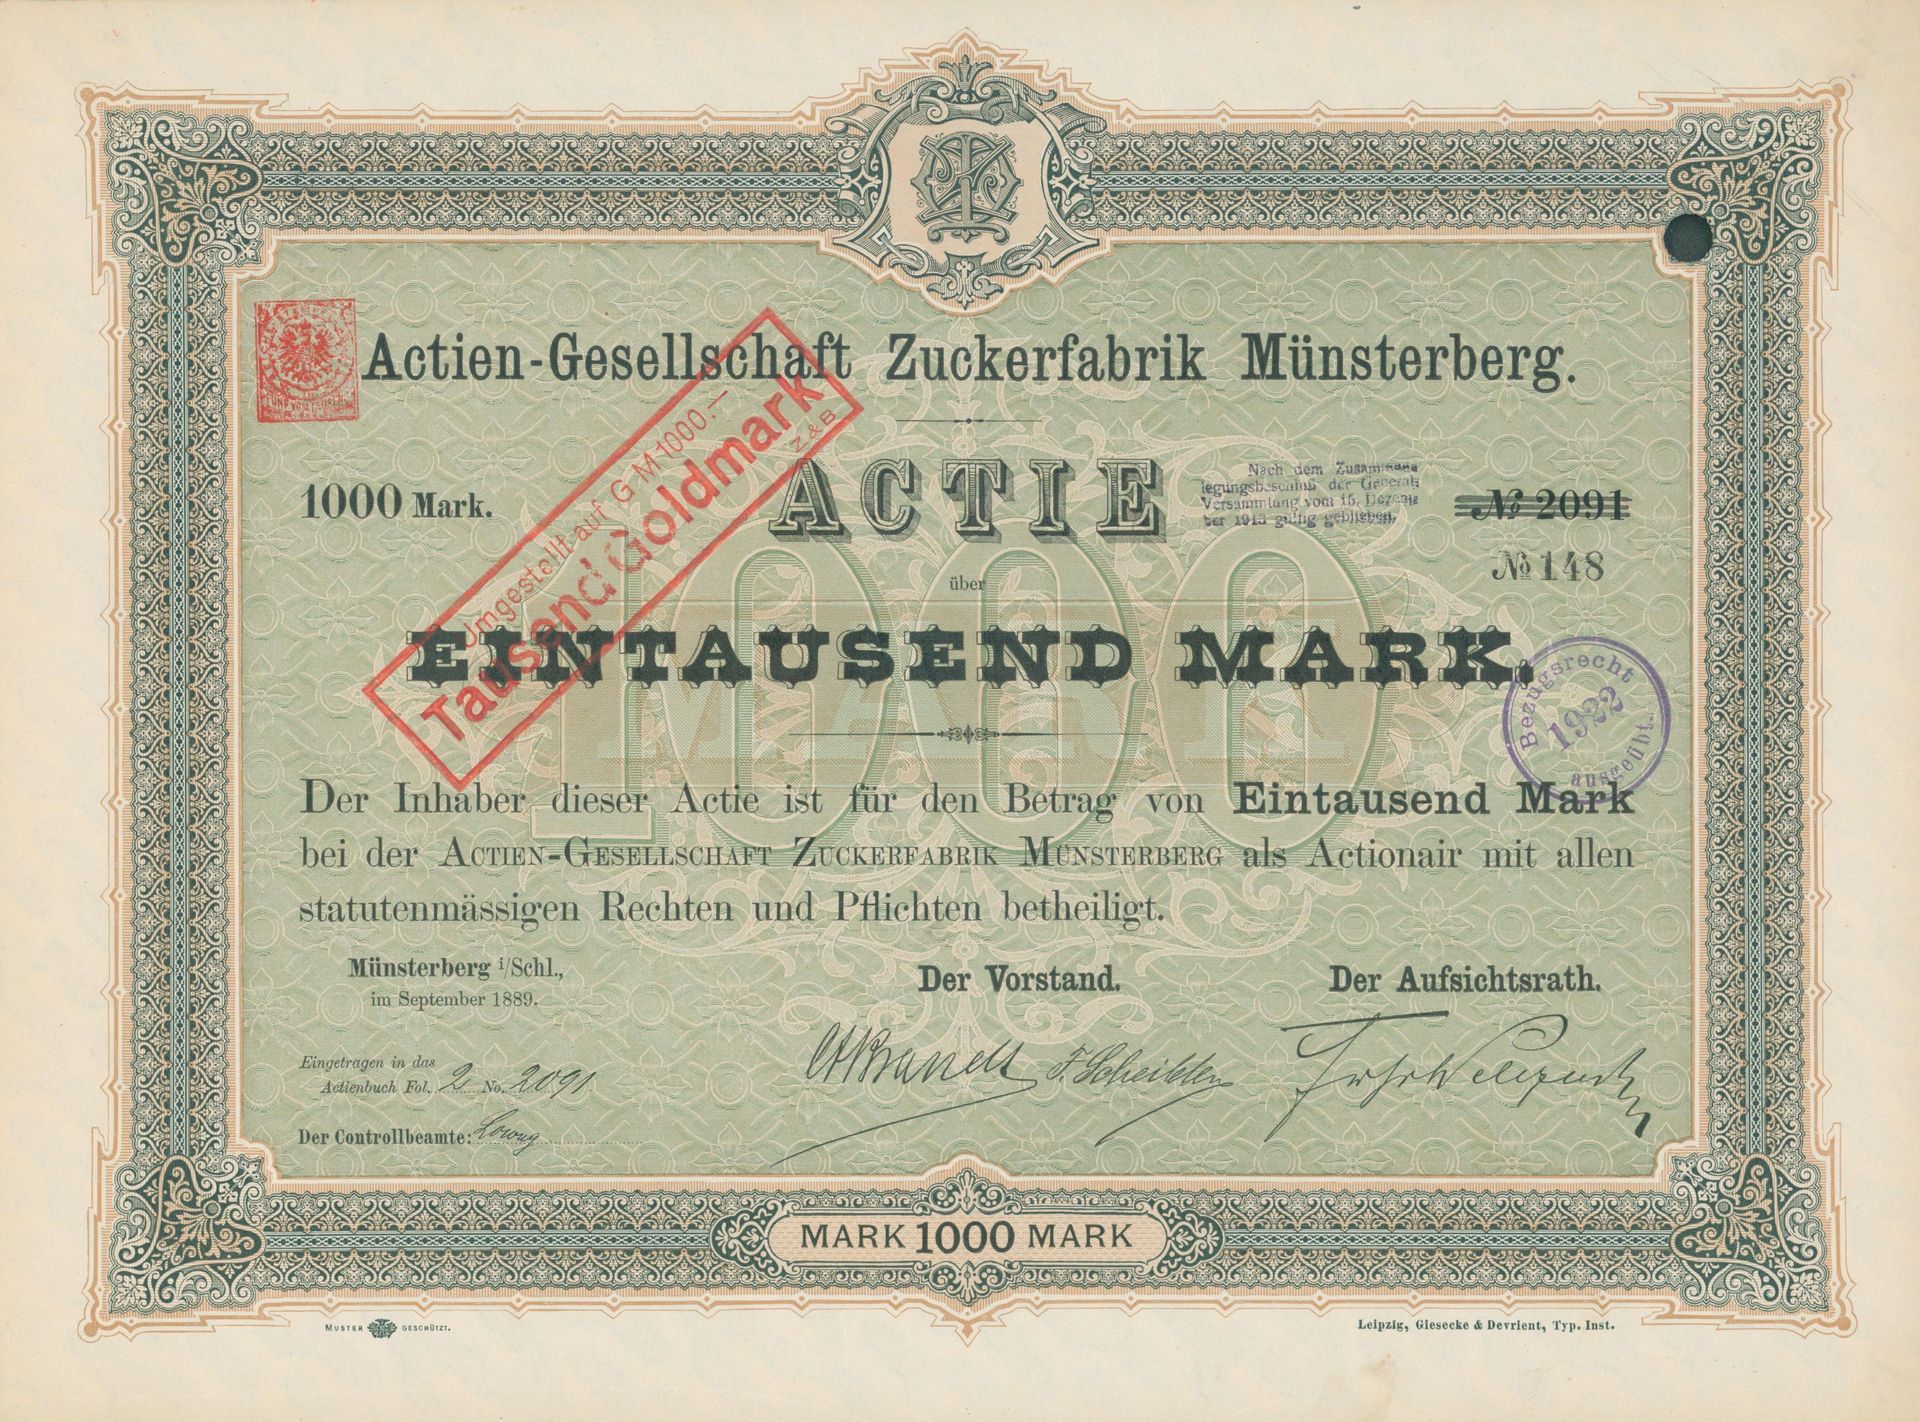 Actien-Gesellschaft Zuckerfabrik Münsterberg.
1000 Mark.
ACTIE
Nach dem Zusammen-
legungsbeschluß der General-
Versammlung vom 15. Dezem-
ber 1913 gültig geblieben.
№ 2091
№ 148
über
EINTAUSEND MARK.
Umgestellt auf G M 1000.—
Tausend Goldmark
Z & B
Bezugsrecht
1922
ausgeübt.
1000
MARK
Der Inhaber dieser Actie ist für den Betrag von Eintausend Mark
bei der ACTIEN-GESELLSCHAFT ZUCKERFABRIK MÜNSTERBERG als Actionair mit allen
statutenmässigen Rechten und Pflichten betheiligt.
Münsterberg i/Schl.,
im September 1889.
Der Vorstand.
Der Aufsichtsrath.
Eingetragen in das
Actienbuch Fol. 2 No. 2091
Der Controllbeamte:
MARK 1000 MARK
MUSTER GESCHÜTZT.
Leipzig, Giesecke & Devrient, Typ. Inst.